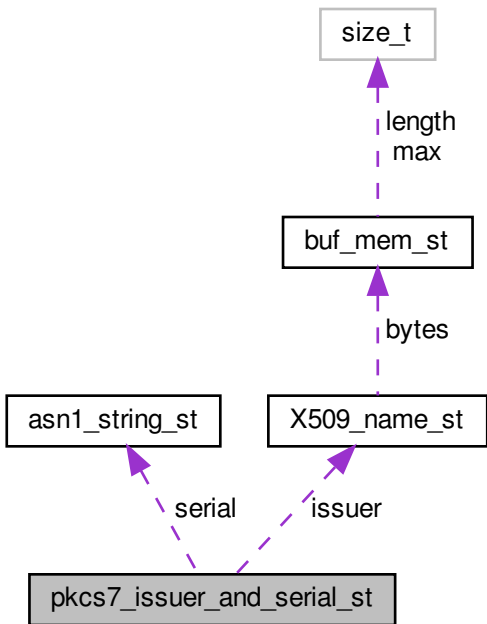 size_t
length
max
buf_mem_st
bytes
asn1_string_st
X509_name_st
serial
issuer
pkcs7_issuer_and_serial_st